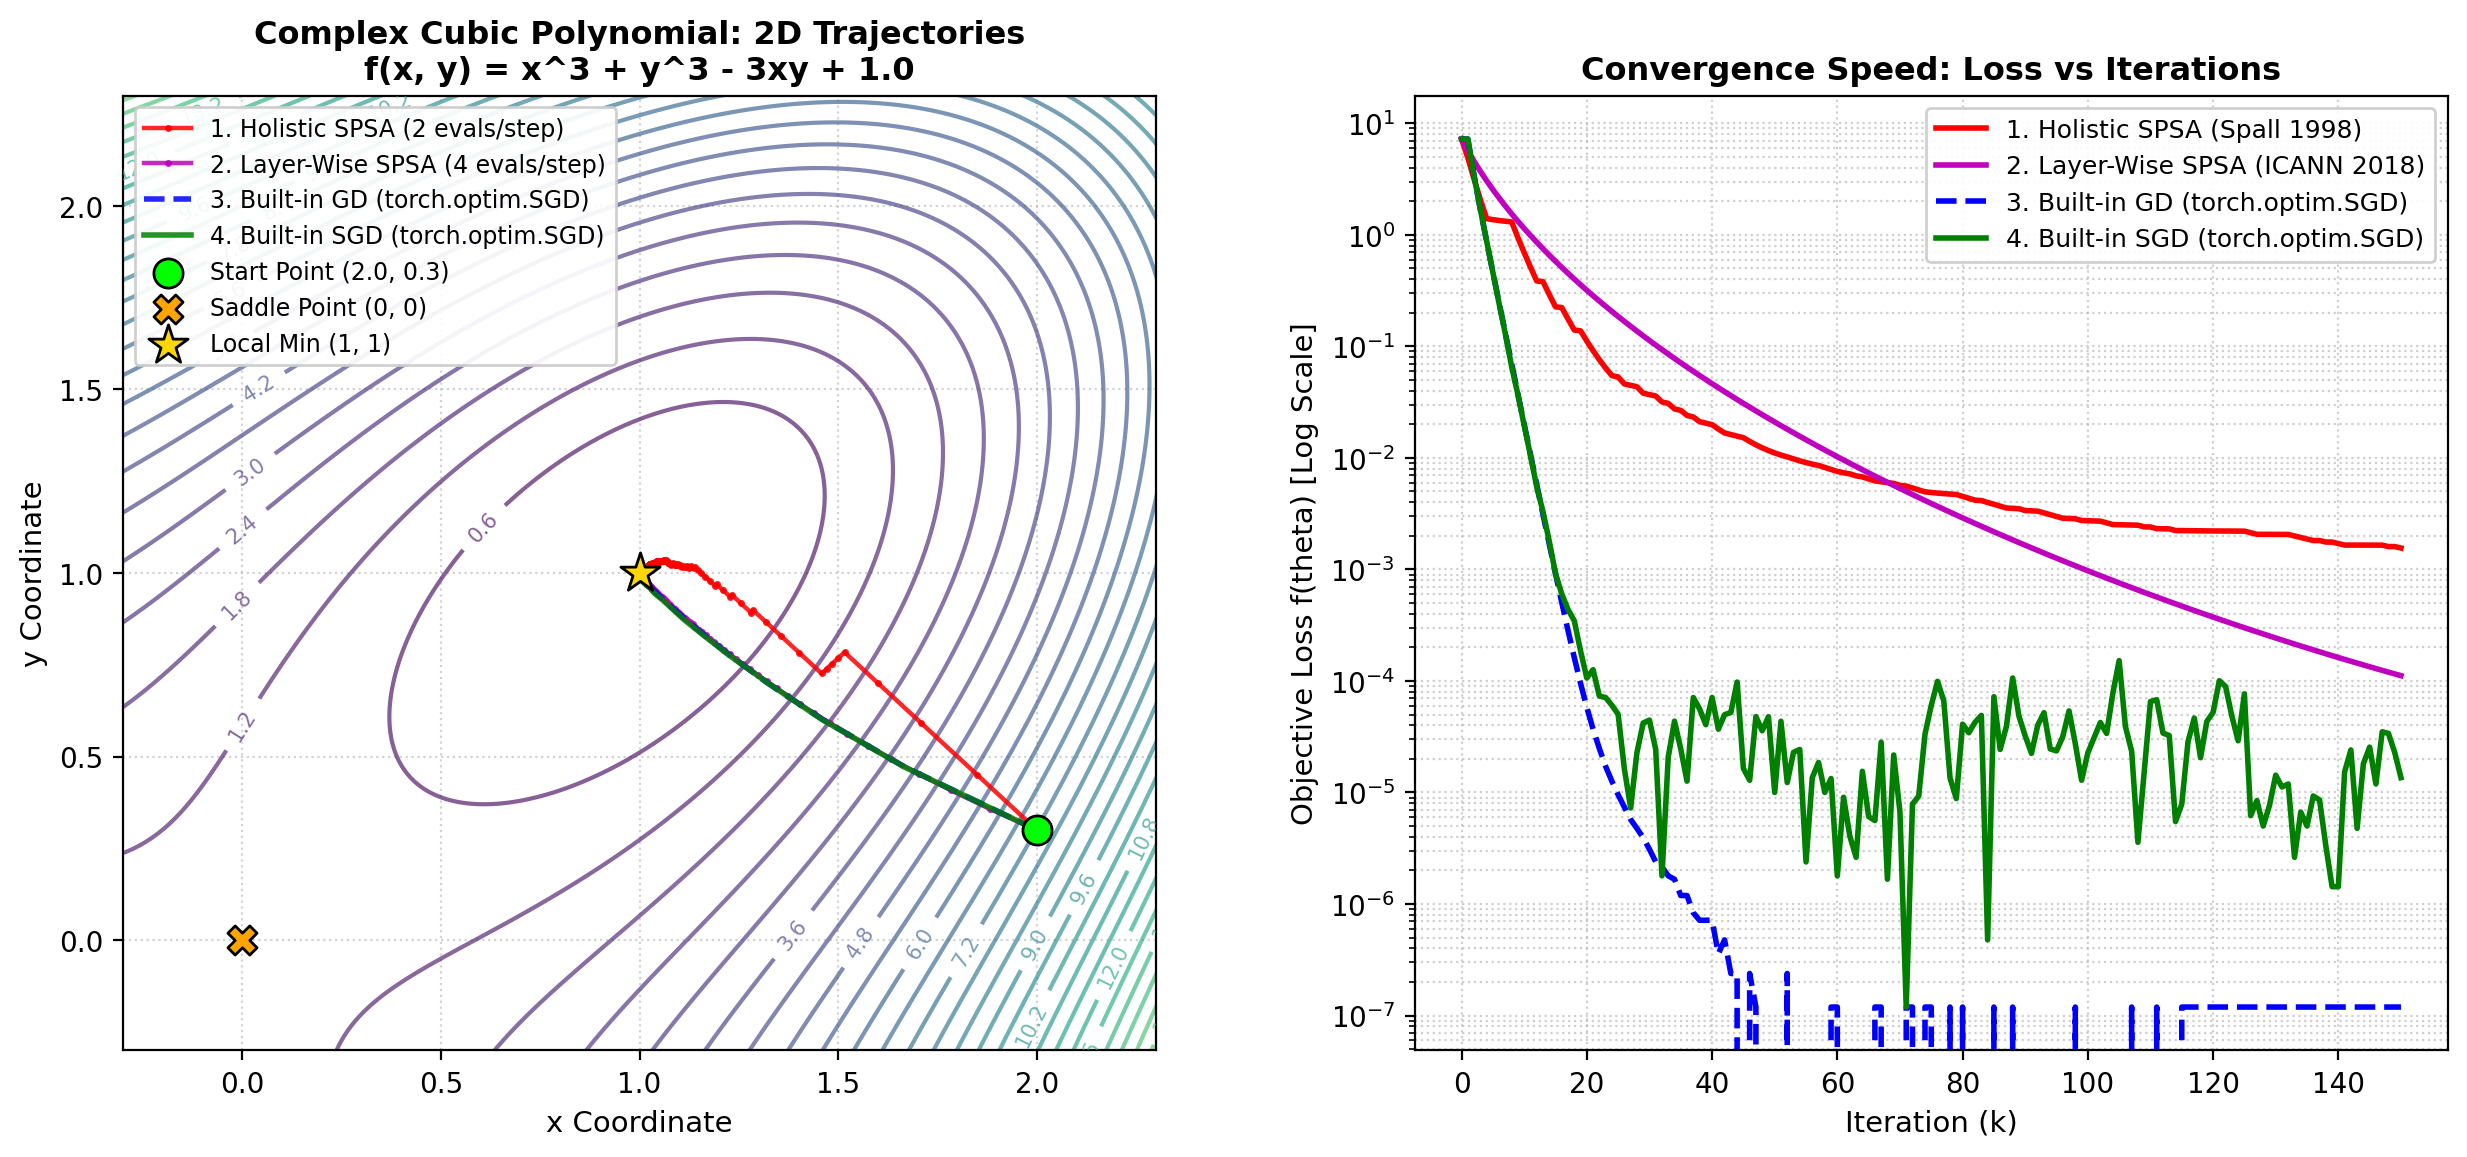 Complex Cubic Polynomial: 2D Trajectories
f(x, y) = x^3 + y^3 - 3xy + 1.0
1. Holistic SPSA (2 evals/step)
2. Layer-Wise SPSA (4 evals/step)
3. Built-in GD (torch.optim.SGD)
4. Built-in SGD (torch.optim.SGD)
Start Point (2.0, 0.3)
Saddle Point (0, 0)
Local Min (1, 1)
2.0
1.5
1.0
0.5
0.0
y Coordinate
4.2
3.0
2.4
1.8
1.2
0.6
3.6
4.8
6.0
7.2
9.0
9.6
10.2
10.8
12.0
0.0
0.5
1.0
1.5
2.0
x Coordinate
Convergence Speed: Loss vs Iterations
1. Holistic SPSA (Spall 1998)
2. Layer-Wise SPSA (ICANN 2018)
3. Built-in GD (torch.optim.SGD)
4. Built-in SGD (torch.optim.SGD)
10^1
10^0
10^-1
10^-2
10^-3
10^-4
10^-5
10^-6
10^-7
Objective Loss f(theta) [Log Scale]
0
20
40
60
80
100
120
140
Iteration (k)